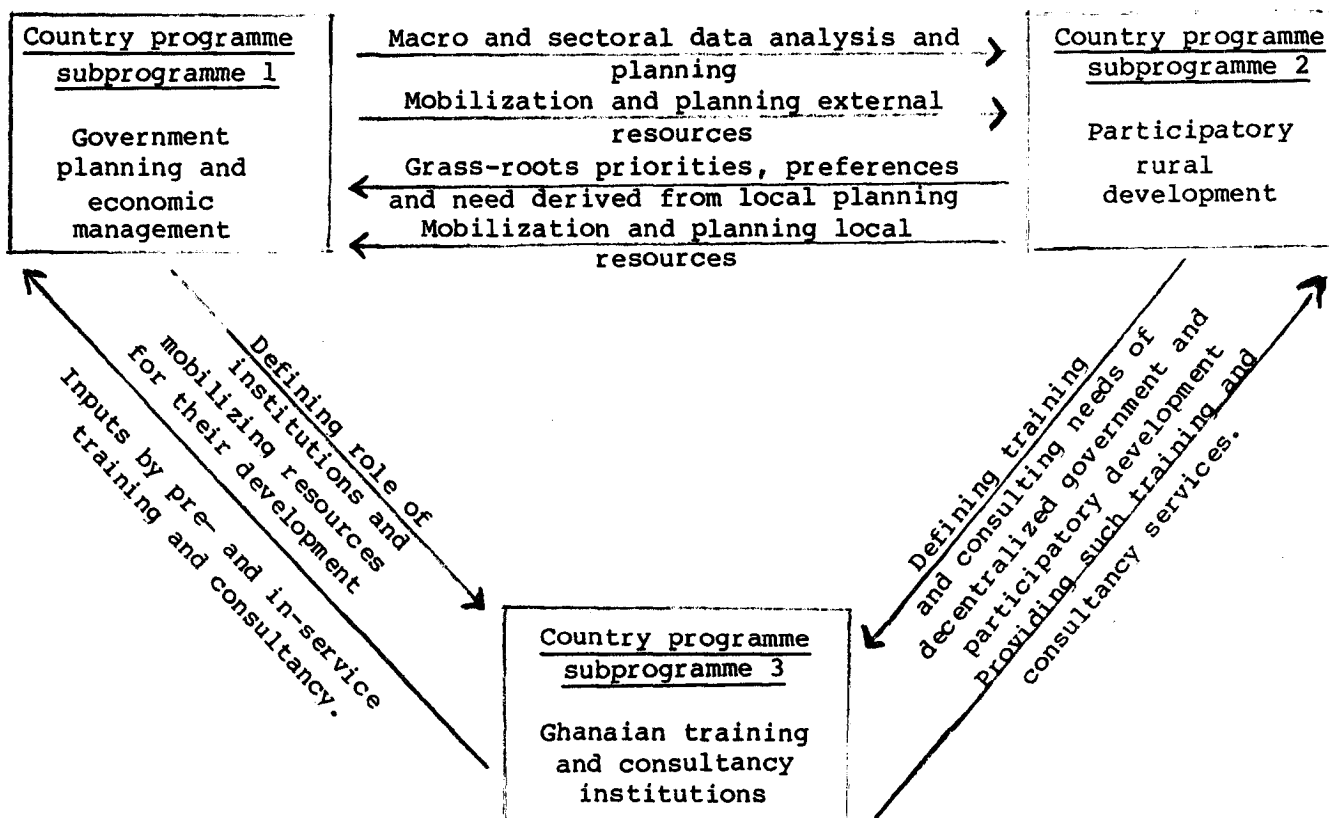 Country programme
subprogramme 1
Government
planning and
economic
management
Macro and sectoral data analysis and
planning
Mobilization and planning external
resources
Grass-roots priorities, preferences
and need derived from local planning
Mobilization and planning local
resources
Country programme
subprogramme 2
Participatory
rural
development
Defining role of
institutions and
mobilizing resources
for their development
Inputs by pre- and in-service
training and consultancy.
Defining training
and consulting needs of
decentralized government and
participatory development
Providing such training and
consultancy services.
Country programme
subprogramme 3
Ghanaian training
and consultancy
institutions